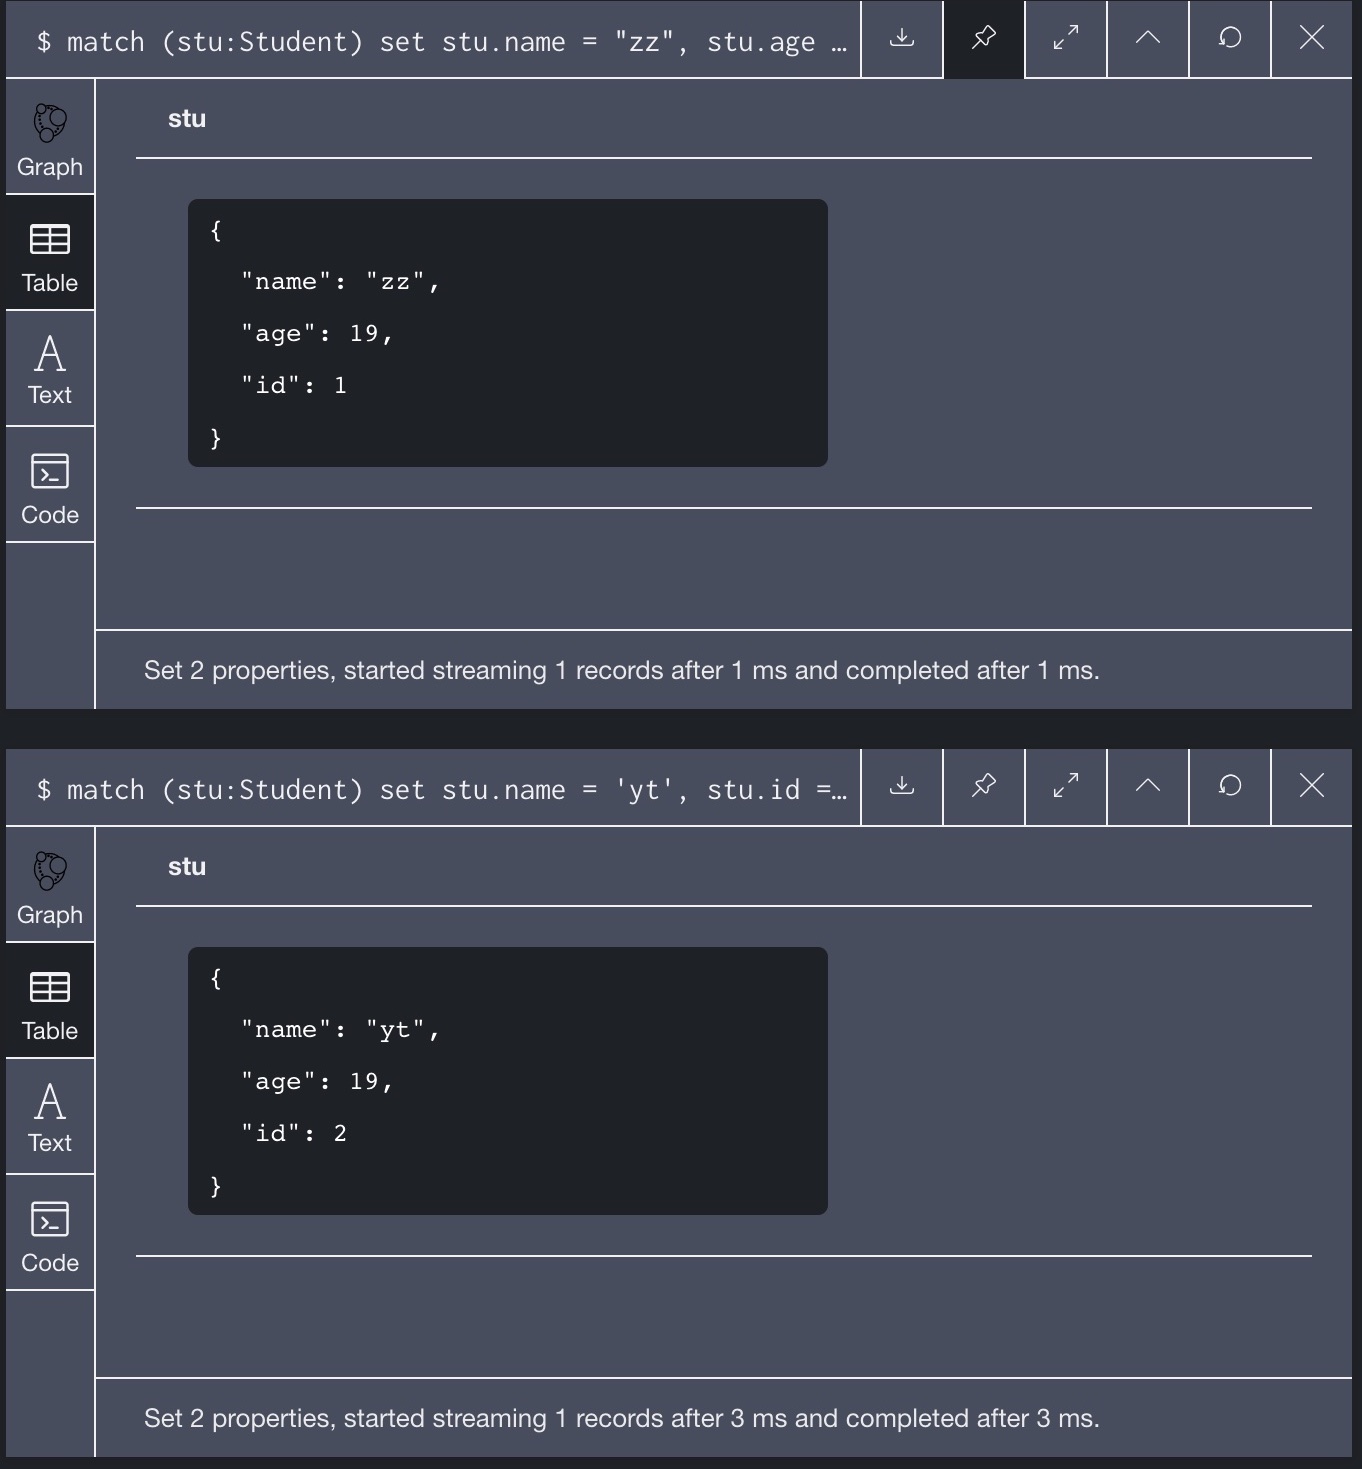 $ match (stu:Student) set stu.name = "zz", stu.age …
Graph
Table
Text
Code
stu
{
"name": "zz",
"age": 19,
"id": 1
}
Set 2 properties, started streaming 1 records after 1 ms and completed after 1 ms.
$ match (stu:Student) set stu.name = 'yt', stu.id =…
Graph
Table
Text
Code
stu
{
"name": "yt",
"age": 19,
"id": 2
}
Set 2 properties, started streaming 1 records after 3 ms and completed after 3 ms.